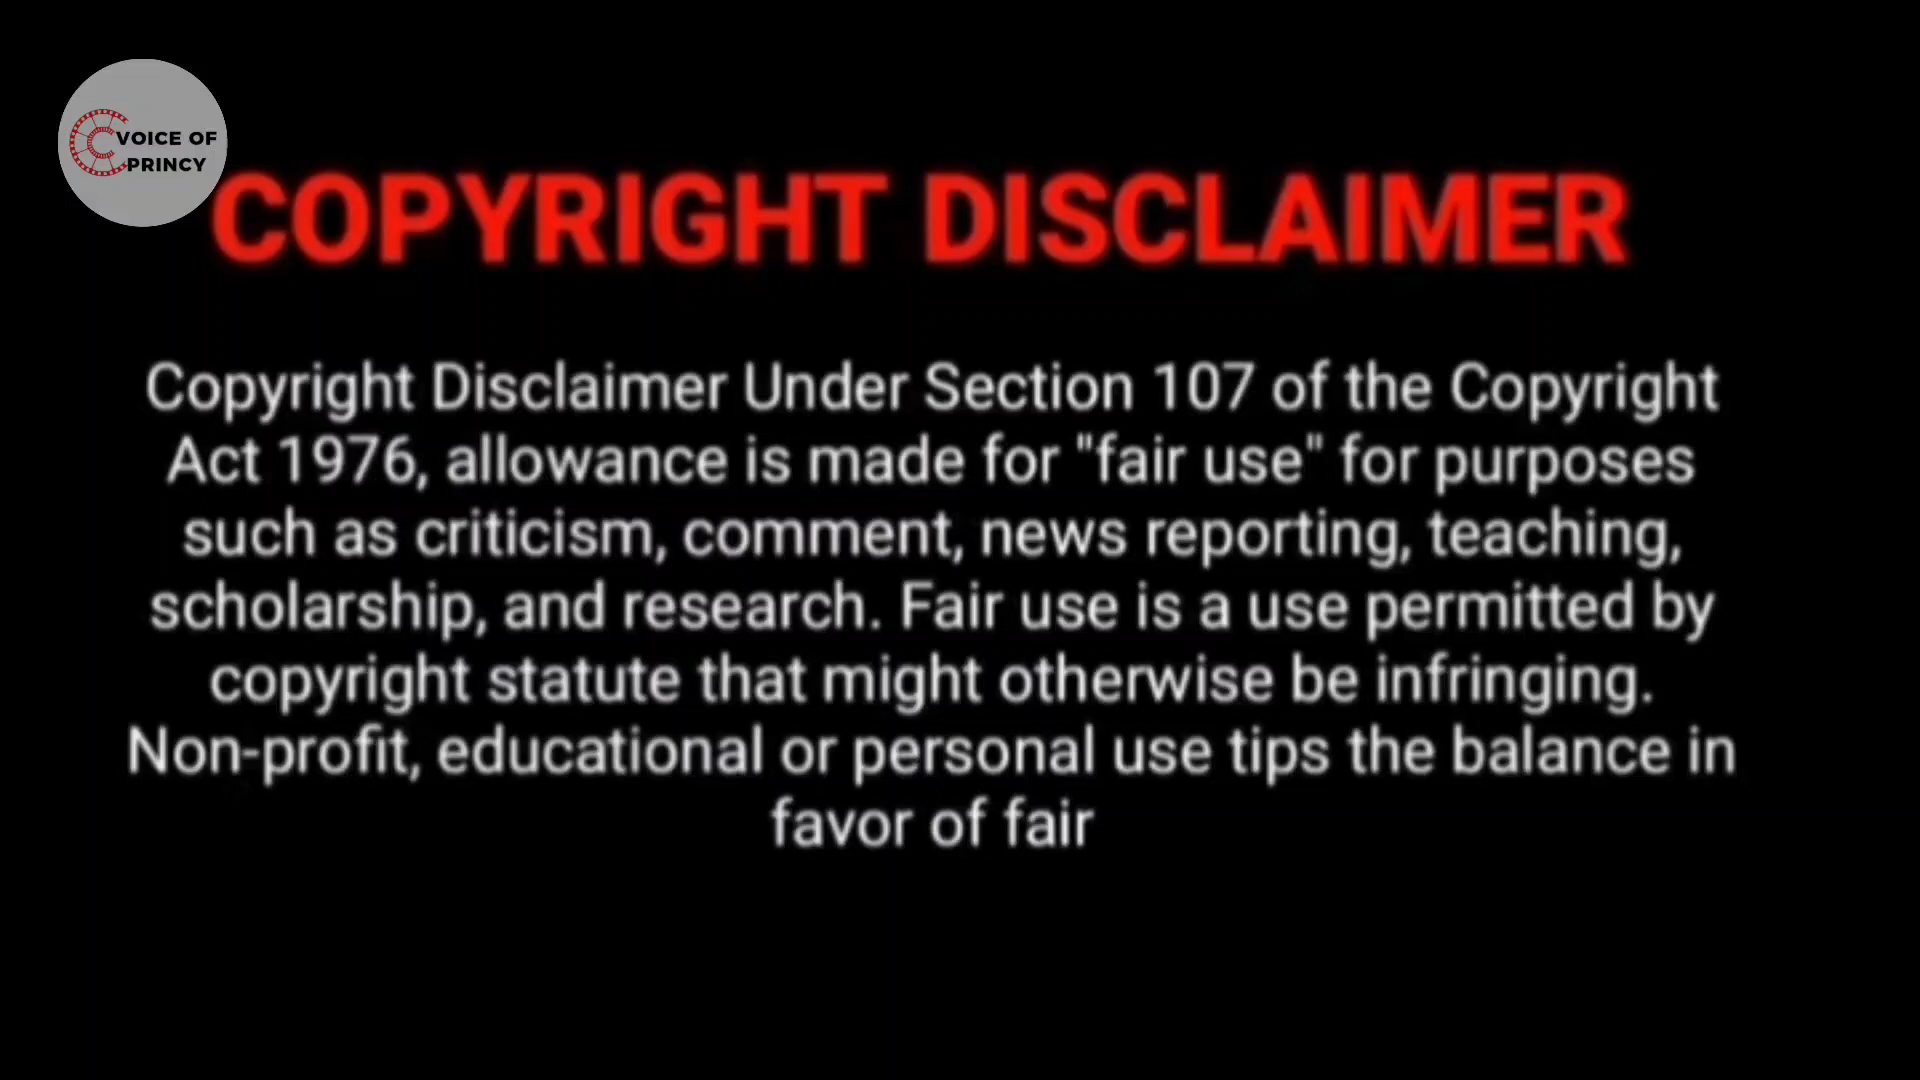 VOICE OF
PRINCY
COPYRIGHT DISCLAIMER
Copyright Disclaimer Under Section 107 of the Copyright
Act 1976, allowance is made for "fair use" for purposes
such as criticism, comment, news reporting, teaching,
scholarship, and research. Fair use is a use permitted by
copyright statute that might otherwise be infringing.
Non-profit, educational or personal use tips the balance in
favor of fair